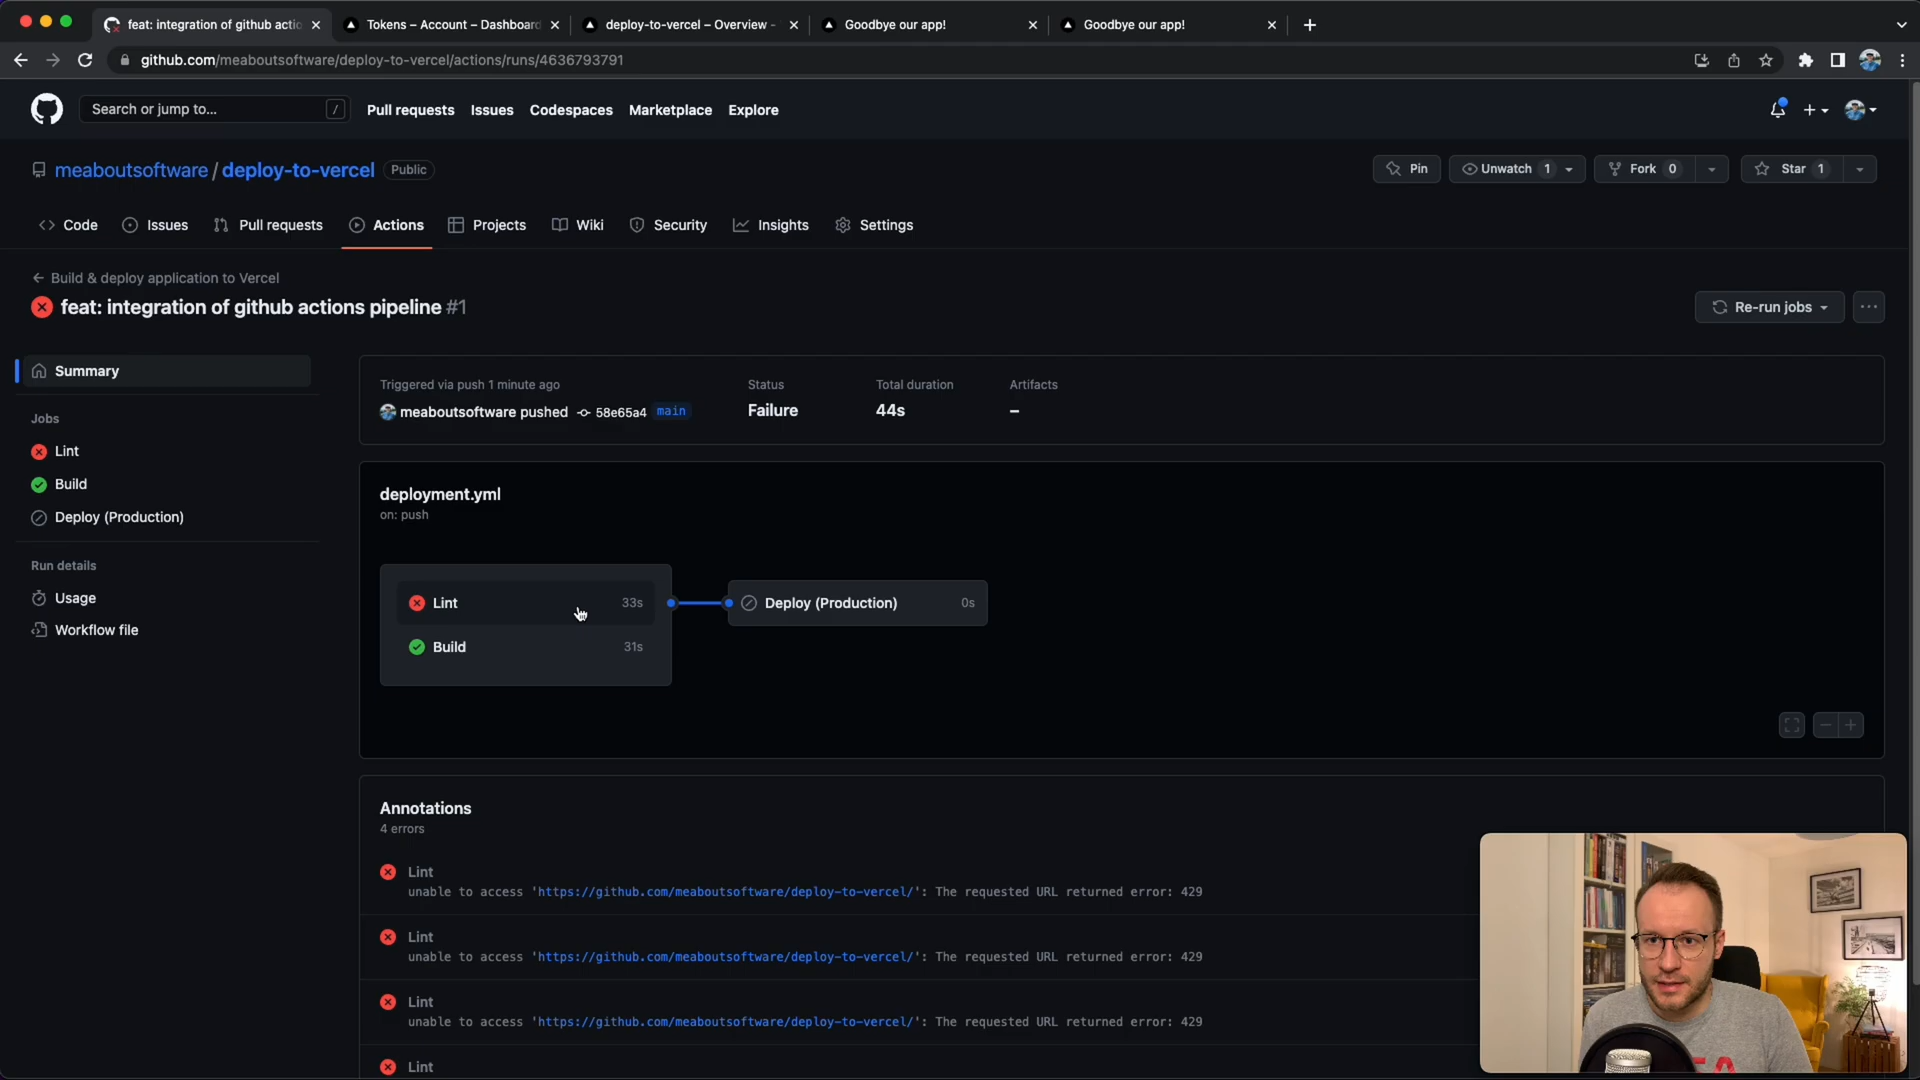 feat: integration of github actio
Tokens – Account – Dashboard
deploy-to-vercel – Overview –
Goodbye our app!
Goodbye our app!
github.com/meaboutsoftware/deploy-to-vercel/actions/runs/4636793791
Search or jump to...
/
Pull requests
Issues
Codespaces
Marketplace
Explore
meaboutsoftware / deploy-to-vercel
Public
Pin
Unwatch 1
Fork 0
Star 1
Code
Issues
Pull requests
Actions
Projects
Wiki
Security
Insights
Settings
Build & deploy application to Vercel
feat: integration of github actions pipeline #1
Re-run jobs
Summary
Jobs
Lint
Build
Deploy (Production)
Run details
Usage
Workflow file
Triggered via push 1 minute ago
meaboutsoftware pushed 58e65a4 main
Status
Failure
Total duration
44s
Artifacts
–
deployment.yml
on: push
Lint 33s
Build 31s
Deploy (Production) 0s
Annotations
4 errors
Lint
unable to access 'https://github.com/meaboutsoftware/deploy-to-vercel/': The requested URL returned error: 429
Lint
unable to access 'https://github.com/meaboutsoftware/deploy-to-vercel/': The requested URL returned error: 429
Lint
unable to access 'https://github.com/meaboutsoftware/deploy-to-vercel/': The requested URL returned error: 429
Lint